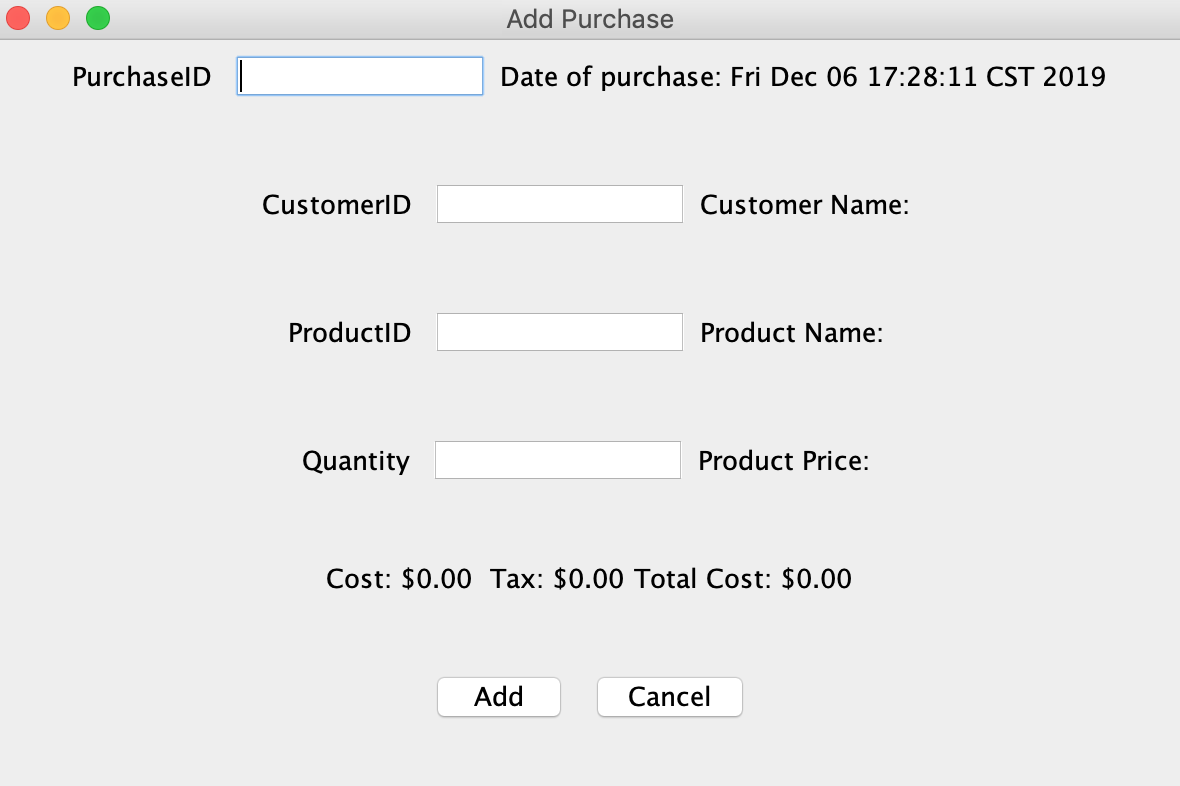 Add Purchase
PurchaseID Date of purchase: Fri Dec 06 17:28:11 CST 2019
CustomerID Customer Name:
ProductID Product Name:
Quantity Product Price:
Cost: $0.00 Tax: $0.00 Total Cost: $0.00
Add Cancel